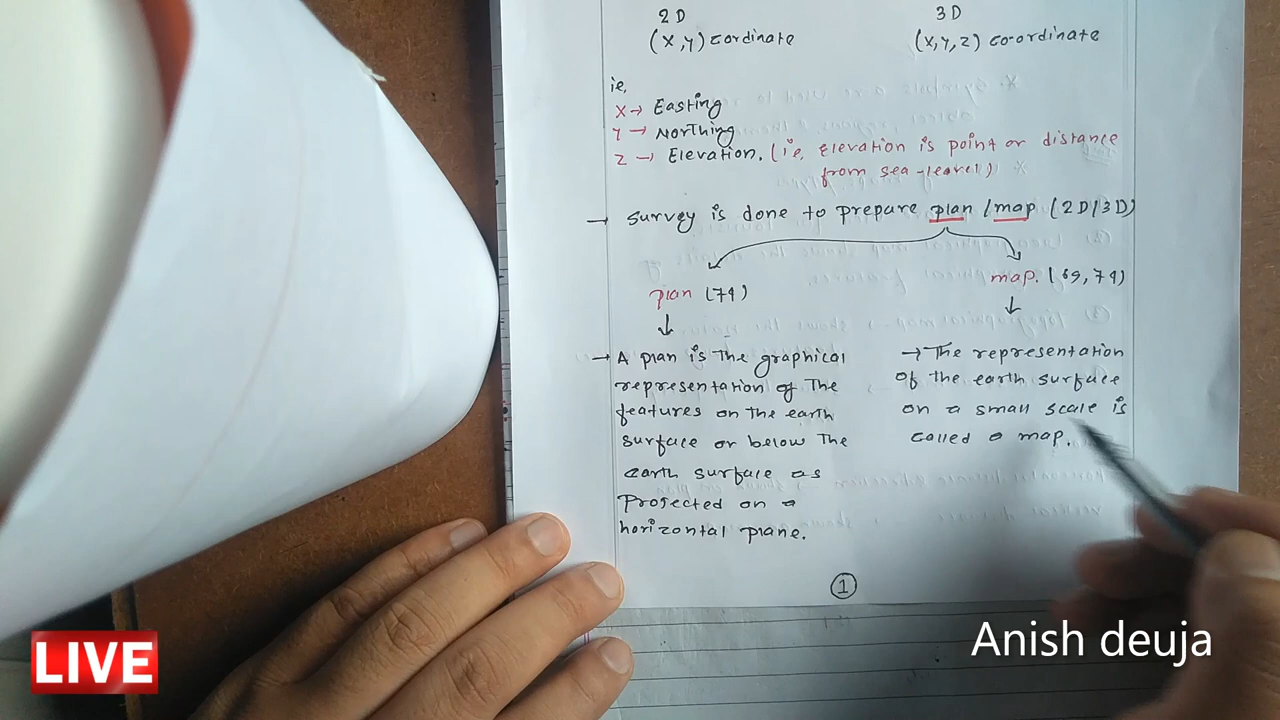 2D 3D
(X,Y) cordinate (X,Y,Z) co-ordinate
ie,
X → Easting
Y → Northing
Z → Elevation. (ie, Elevation is point or distance
from sea-leavel)
→ survey is done to prepare plan / map (2D/3D)
plan (74) map. (69,74)
→ A plan is the graphical
representation of the
features on the earth
surface or below the
earth surface as
Projected on a
horizontal plane.
→ The representation
of the earth surface
on a small scale is
called a map.
1
Anish deuja
LIVE